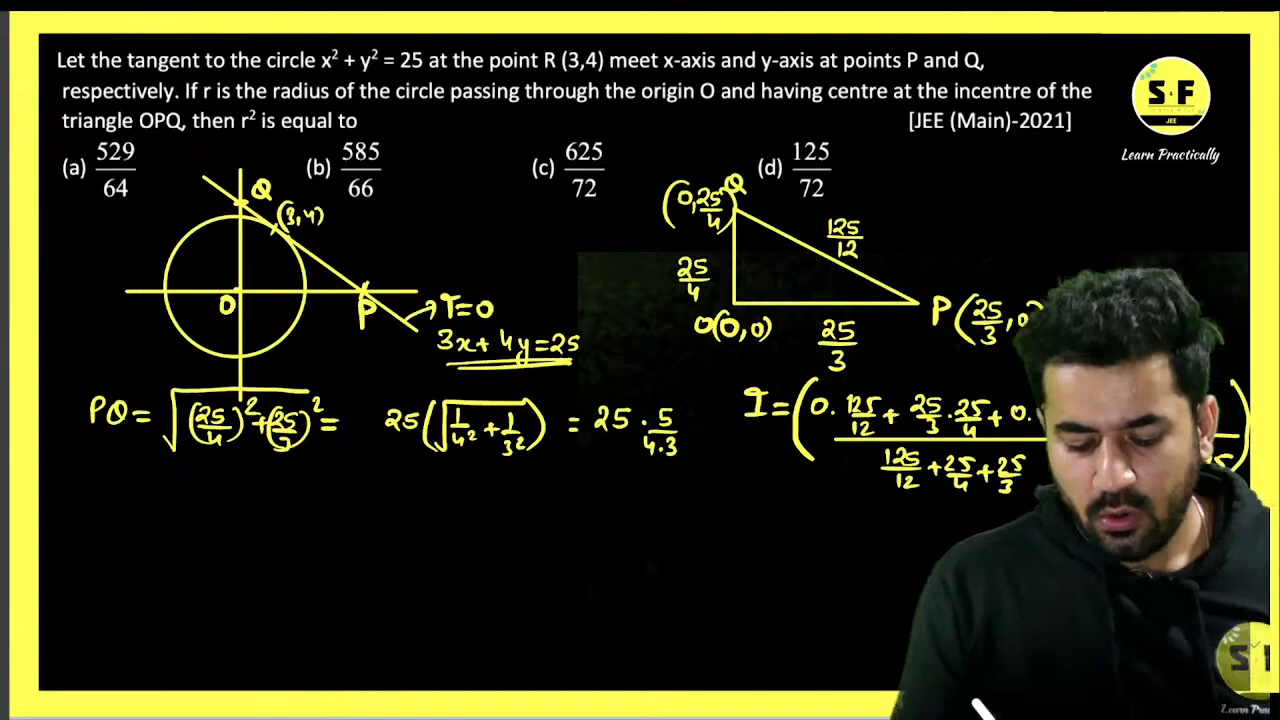 Let the tangent to the circle x² + y² = 25 at the point R (3,4) meet x-axis and y-axis at points P and Q,
respectively. If r is the radius of the circle passing through the origin O and having centre at the incentre of the
triangle OPQ, then r² is equal to [JEE (Main)-2021]
S&F
JEE
Learn Practically
(a) 529/64 (b) 585/66 (c) 625/72 (d) 125/72
Q
(3,4)
O
P
T=0
3x+4y=25
(0, 25/4) Q
25/4
125/12
O(0,0)
25/3
P(25/3, 0
PQ = √((25/4)²+(25/3)²) = 25(√(1/4²+1/3²)) = 25·5/4.3
I = (0.125/12 + 25/3·25/4 + 0.
125/12 + 25/4 + 25/3